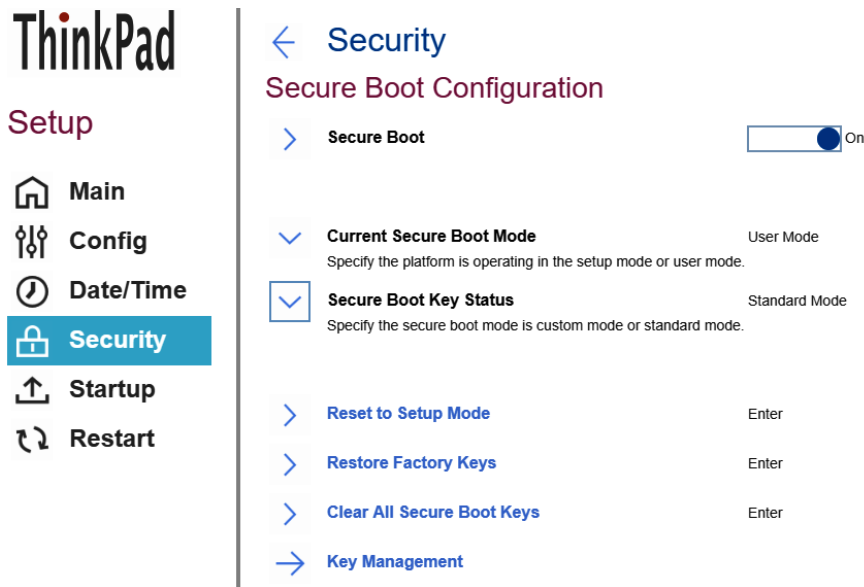 ThinkPad
Setup
Main
Config
Date/Time
Security
Startup
Restart
Security
Secure Boot Configuration
Secure Boot On
Current Secure Boot Mode User Mode
Specify the platform is operating in the setup mode or user mode.
Secure Boot Key Status Standard Mode
Specify the secure boot mode is custom mode or standard mode.
Reset to Setup Mode Enter
Restore Factory Keys Enter
Clear All Secure Boot Keys Enter
Key Management